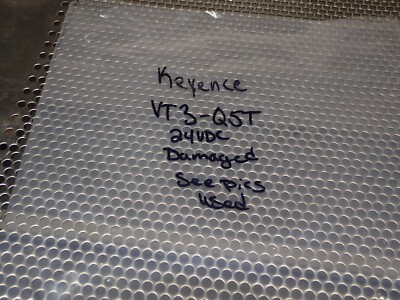 Keyence
VT3-Q5T
24VDC
Damaged
See pics
Used